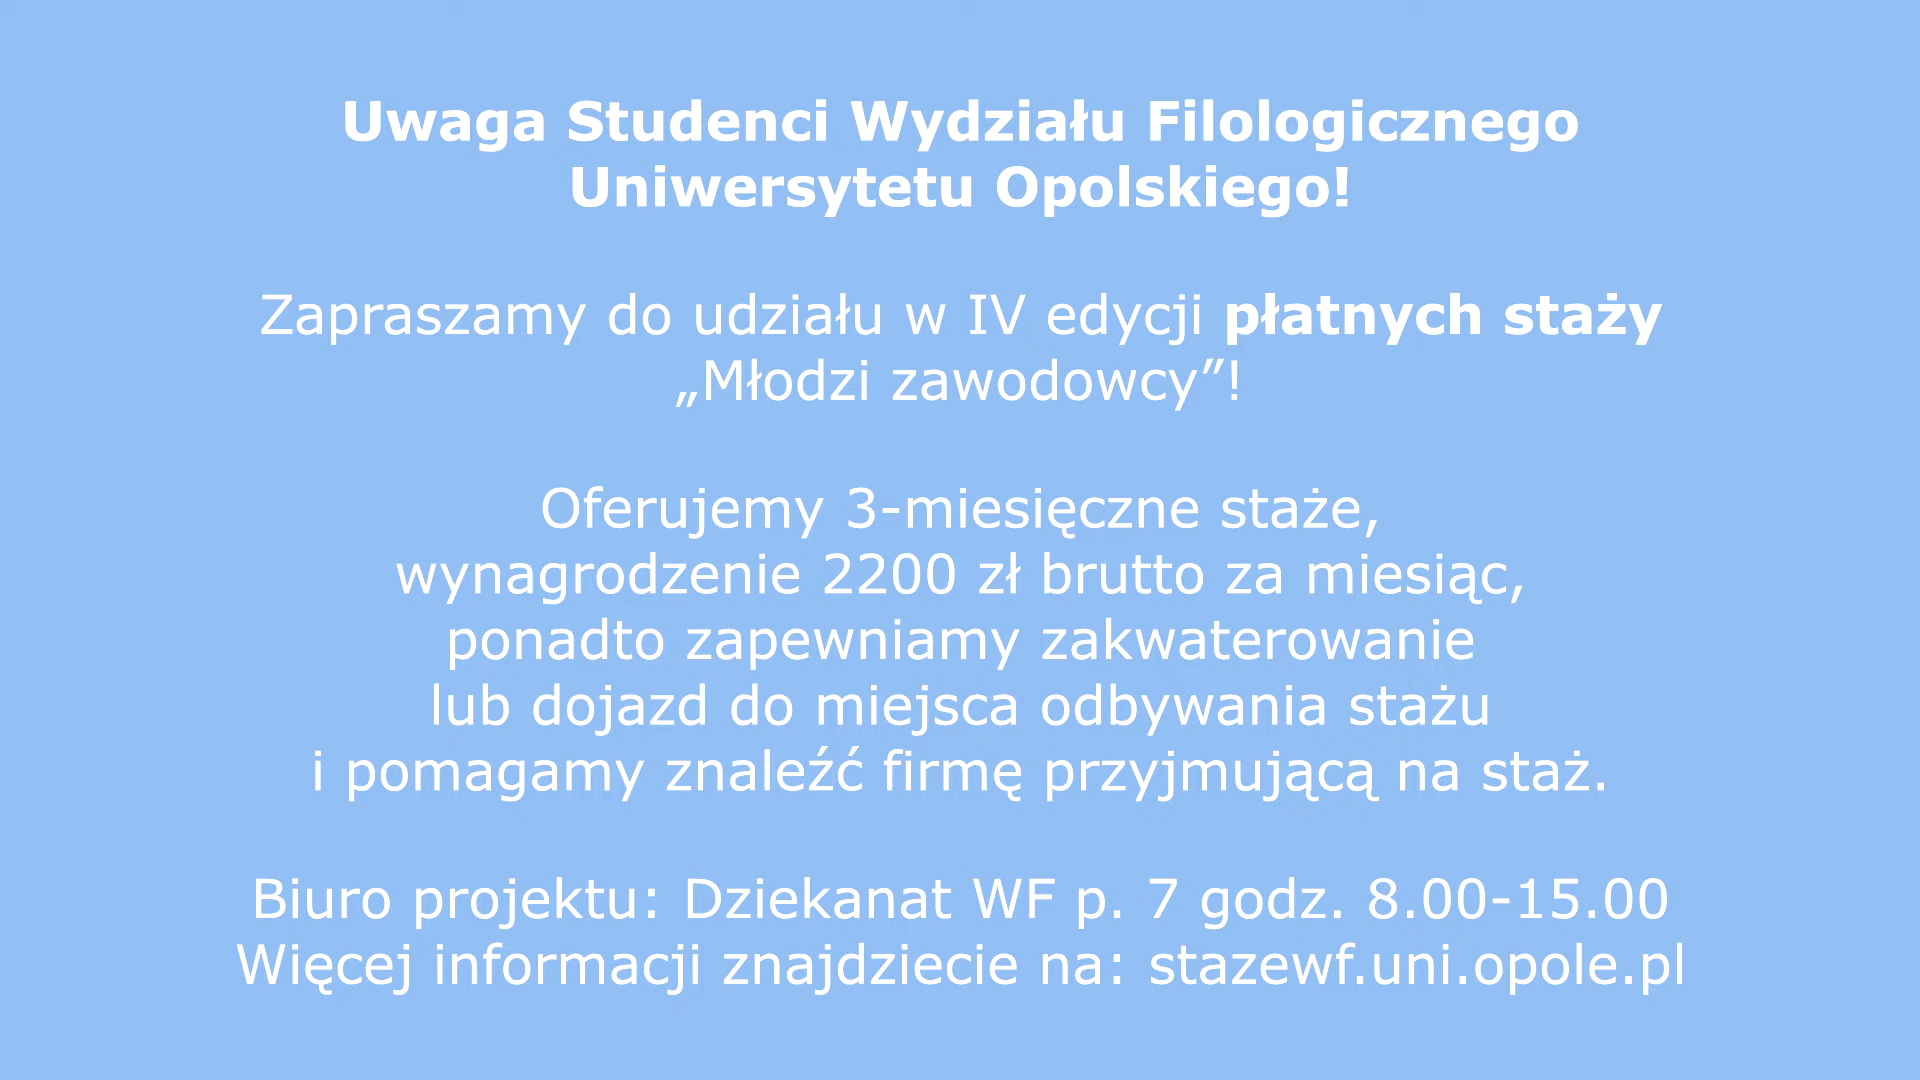 Uwaga Studenci Wydziału Filologicznego
Uniwersytetu Opolskiego!
Zapraszamy do udziału w IV edycji płatnych staży
„Młodzi zawodowcy”!
Oferujemy 3-miesięczne staże,
wynagrodzenie 2200 zł brutto za miesiąc,
ponadto zapewniamy zakwaterowanie
lub dojazd do miejsca odbywania stażu
i pomagamy znaleźć firmę przyjmującą na staż.
Biuro projektu: Dziekanat WF p. 7 godz. 8.00-15.00
Więcej informacji znajdziecie na: stazewf.uni.opole.pl